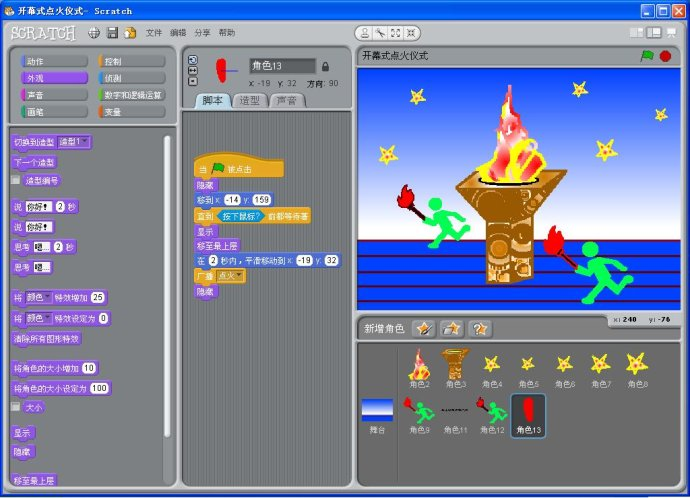 开幕式点火仪式- Scratch
SCRATCH 文件 编辑 分享 帮助
动作 控制
外观 侦测
声音 数字和逻辑运算
画笔 变量
切换到造型 造型1
下一个造型
造型编号
说 你好! 2 秒
说 你好!
思考 嗯... 2 秒
思考 嗯...
将 颜色 特效增加 25
将 颜色 特效设定为 0
清除所有图形特效
将角色的大小增加 10
将角色的大小设定为 100
大小
显示
隐藏
移至最上层
角色13
x: -19 y: 32 方向: 90
脚本 造型 声音
当 被点击
隐藏
移到 x: -14 y: 159
直到 按下鼠标? 前都等待着
显示
移至最上层
在 2 秒内，平滑移动到 x: -19 y: 32
广播 点火
隐藏
开幕式点火仪式
x: 240 y: -76
新增角色 ?
角色2 角色3 角色4 角色5 角色6 角色7 角色8
舞台 角色9 角色11 角色12 角色13